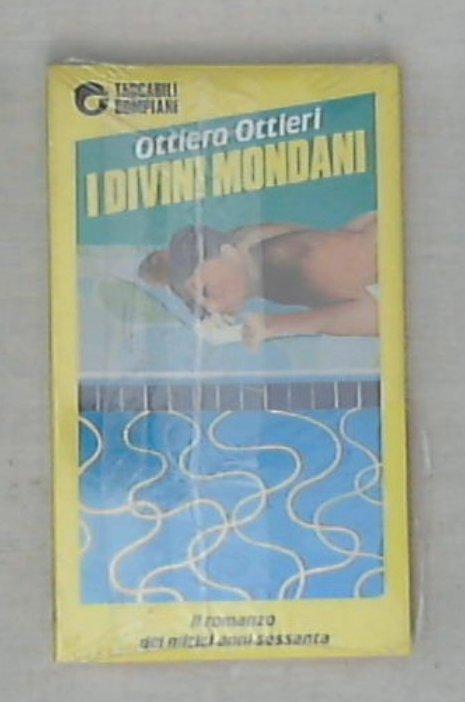 TASCABILI
BOMPIANI
Ottiero Ottieri
I DIVINI MONDANI
Il romanzo
dei mitici anni sessanta